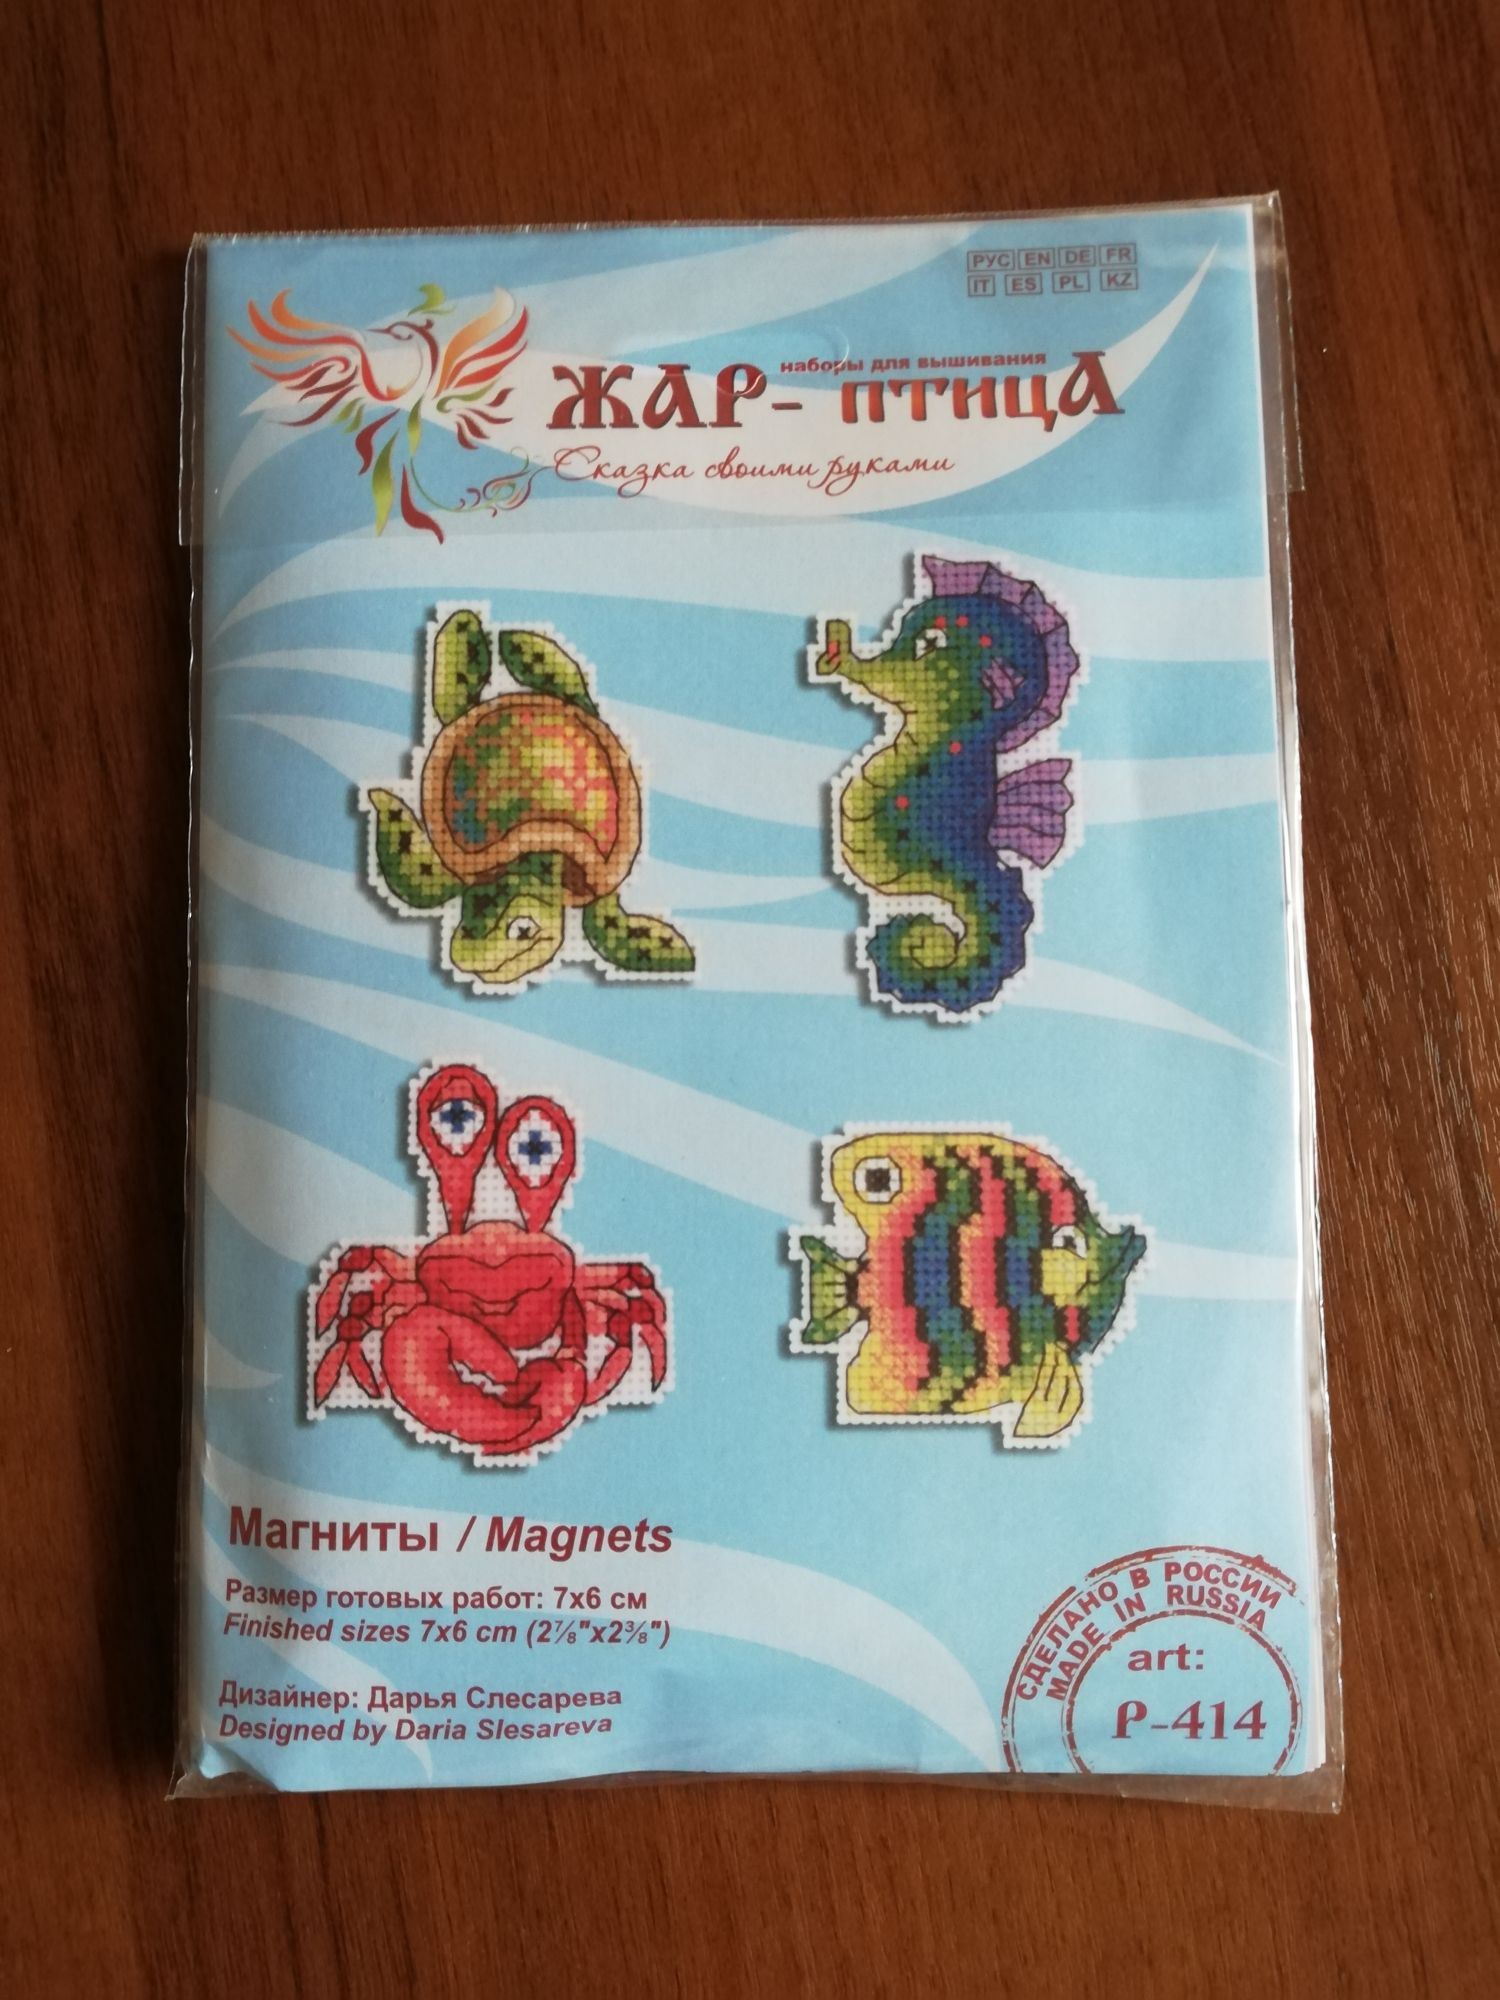 РУС EN DE FR
IT ES PL KZ
наборы для вышивания
ЖАР-ПТИЦА
Сказка своими руками
Магниты / Magnets
Размер готовых работ: 7х6 см
Finished sizes 7x6 cm (2⅞"x2⅜")
Дизайнер: Дарья Слесарева
Designed by Daria Slesareva
СДЕЛАНО В РОССИИ
MADE IN RUSSIA
art:
Р-414